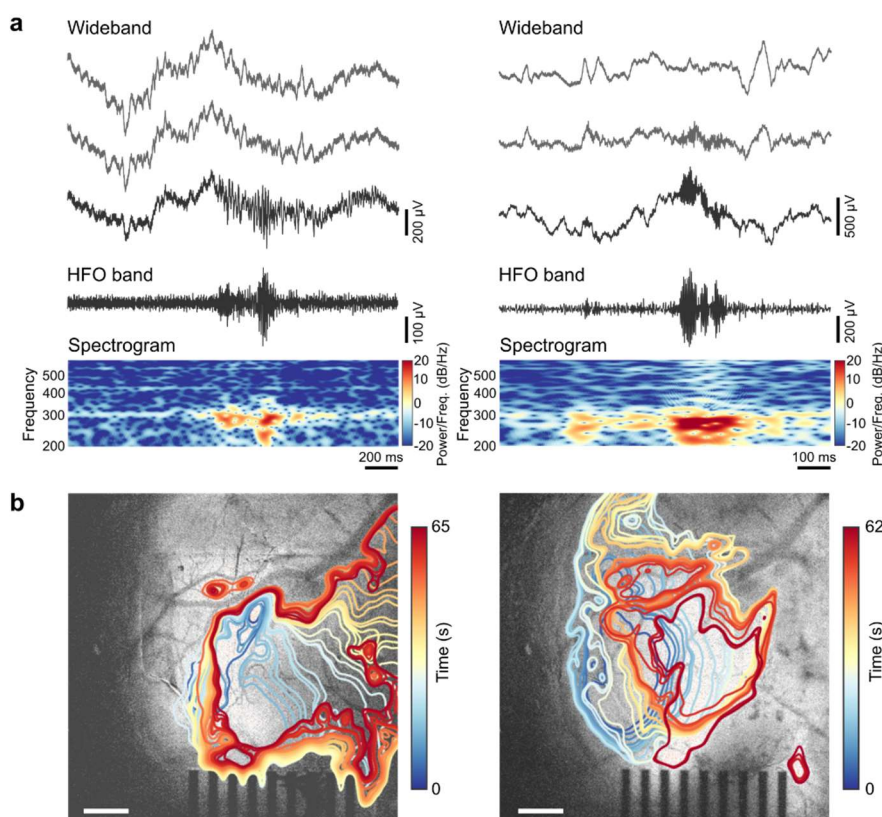 a
Wideband
Wideband
200 µV
500 µV
HFO band
HFO band
100 µV
200 µV
Spectrogram
Spectrogram
Frequency
500
400
300
200
20
10
0
-10
-20
Power/Freq. (dB/Hz)
200 ms
Frequency
500
400
300
200
20
10
0
-10
-20
Power/Freq. (dB/Hz)
100 ms
b
65
Time (s)
0
62
Time (s)
0